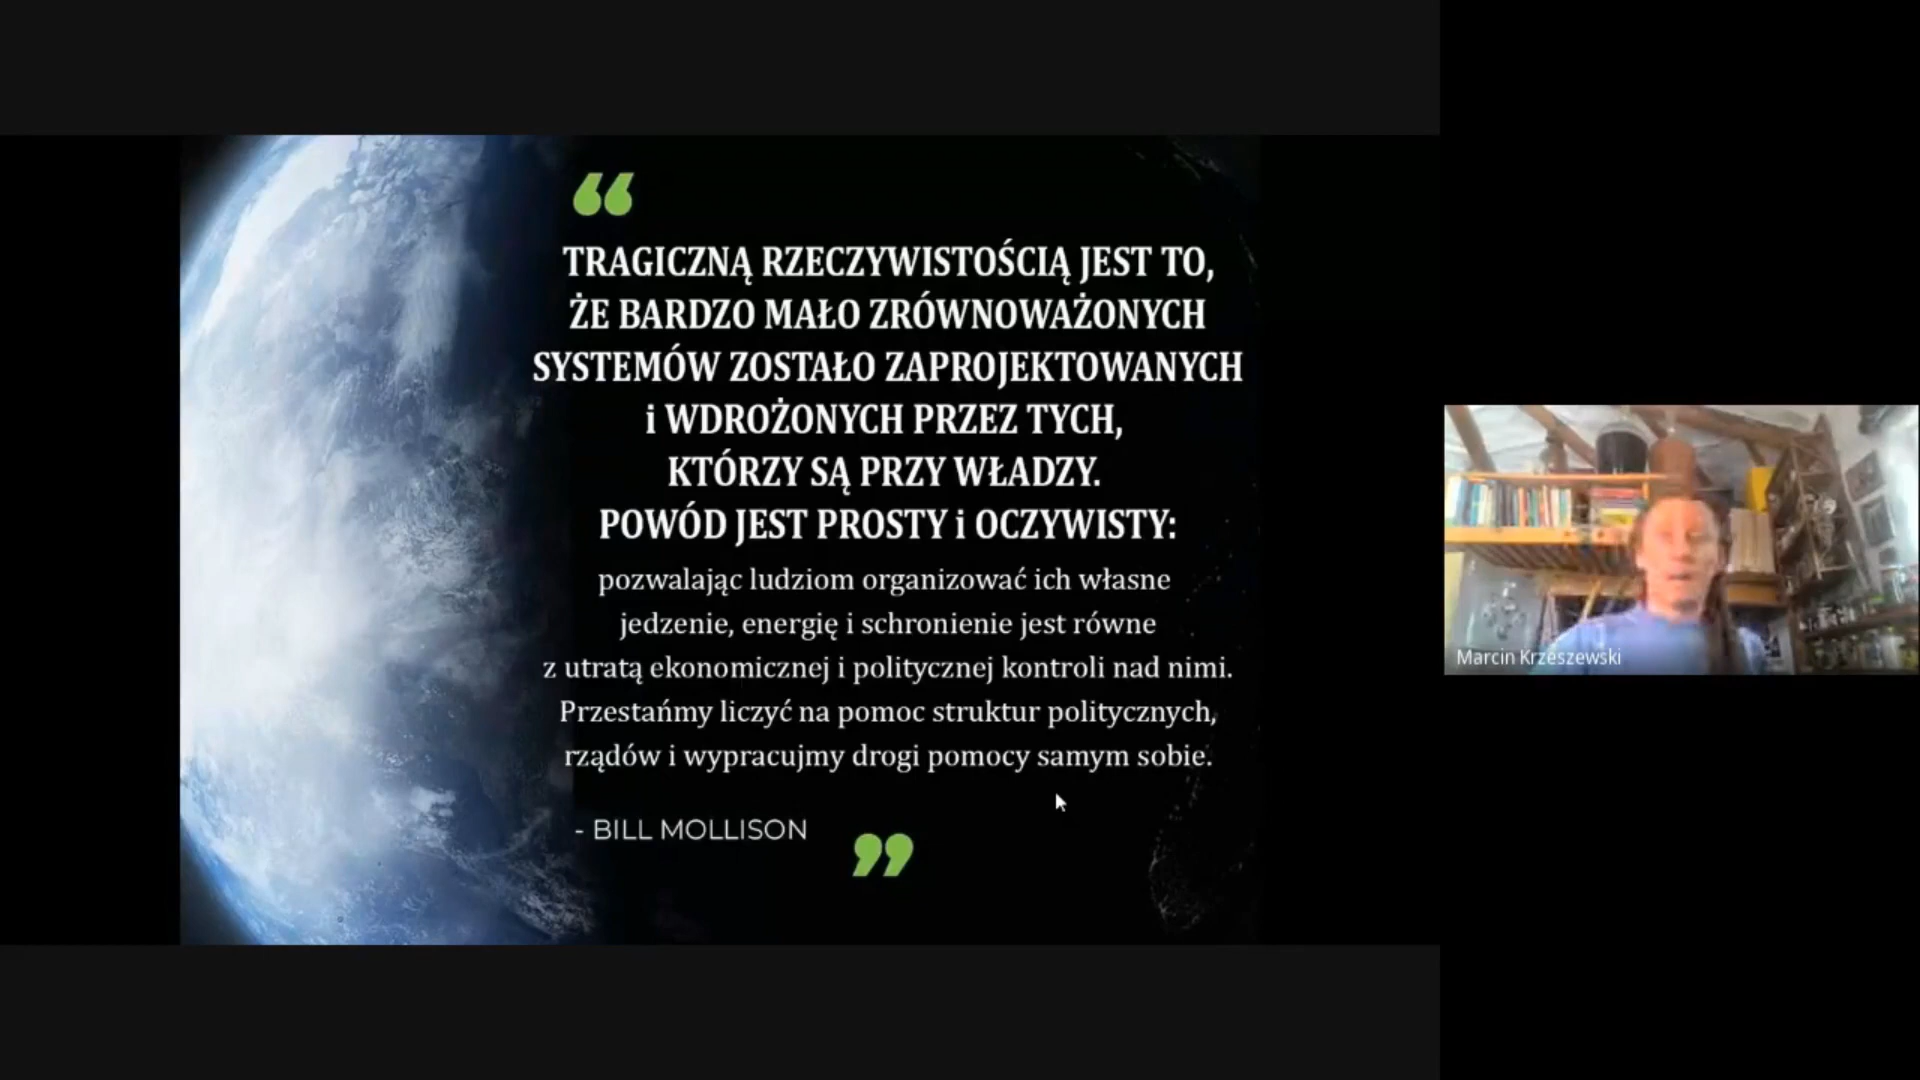 “
TRAGICZNĄ RZECZYWISTOŚCIĄ JEST TO,
ŻE BARDZO MAŁO ZRÓWNOWAŻONYCH
SYSTEMÓW ZOSTAŁO ZAPROJEKTOWANYCH
i WDROŻONYCH PRZEZ TYCH,
KTÓRZY SĄ PRZY WŁADZY.
POWÓD JEST PROSTY i OCZYWISTY:
pozwalając ludziom organizować ich własne
jedzenie, energię i schronienie jest równe
z utratą ekonomicznej i politycznej kontroli nad nimi.
Przestańmy liczyć na pomoc struktur politycznych,
rządów i wypracujmy drogi pomocy samym sobie.
- BILL MOLLISON
”
Marcin Krzeszewski